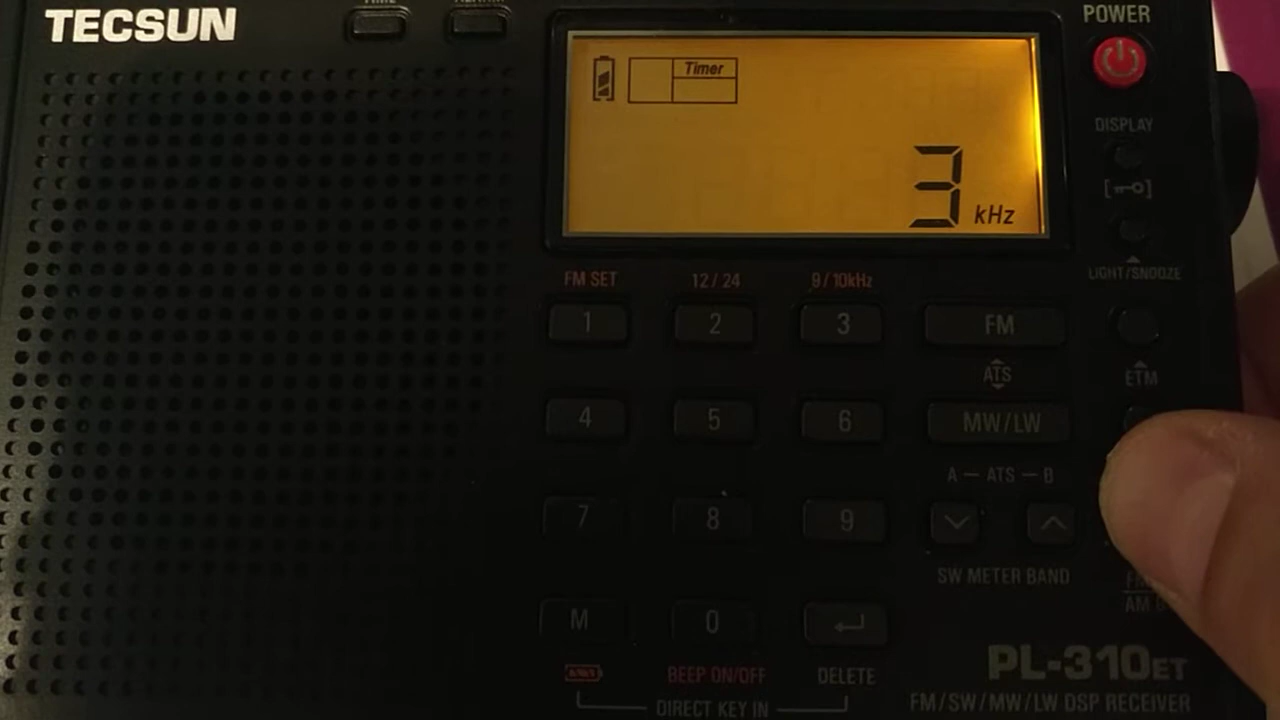 TECSUN
POWER
Timer
DISPLAY
3 kHz
LIGHT/SNOOZE
FM SET 12/24 9/10kHz
1 2 3 FM
ATS ETM
4 5 6 MW/LW
A — ATS — B
7 8 9
SW METER BAND
AM
M 0
PL-310ET
BEEP ON/OFF DELETE
DIRECT KEY IN
FM/SW/MW/LW DSP RECEIVER